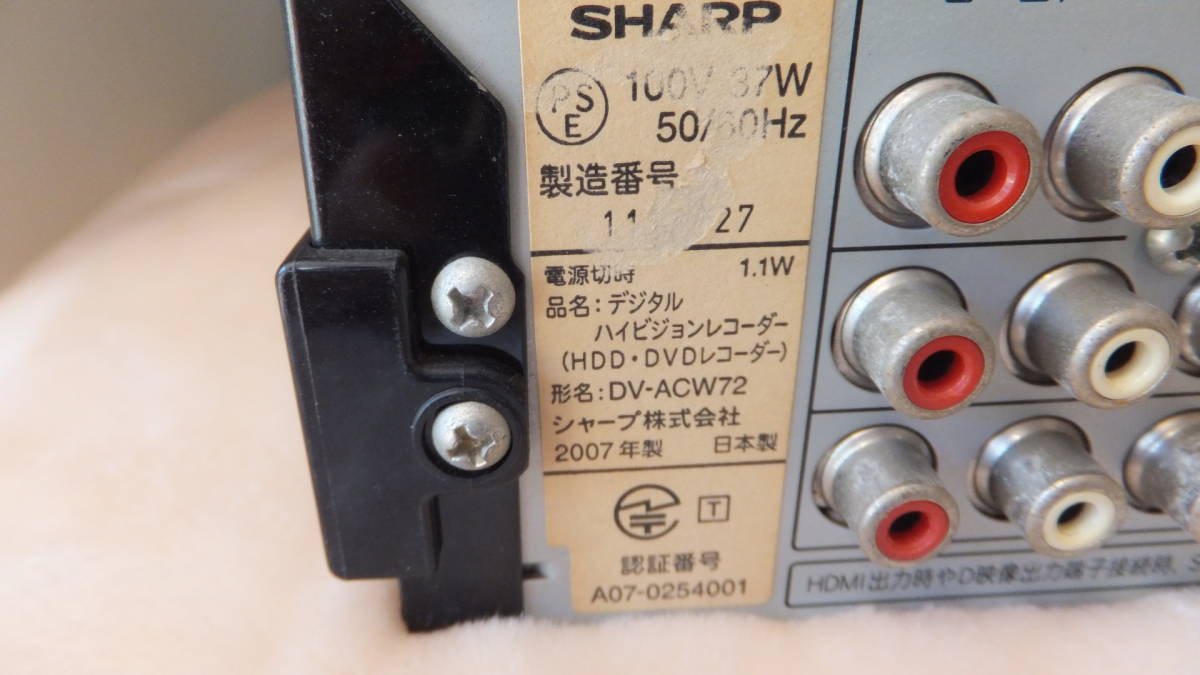 SHARP
PSE
100V 37W
50/60Hz
製造番号
11 27
電源切時 1.1W
品名：デジタル
ハイビジョンレコーダー
(HDD・DVDレコーダー)
形名：DV-ACW72
シャープ株式会社
2007年製 日本製
T
認証番号
A07-0254001
HDMI出力時やD映像出力端子接続時、S